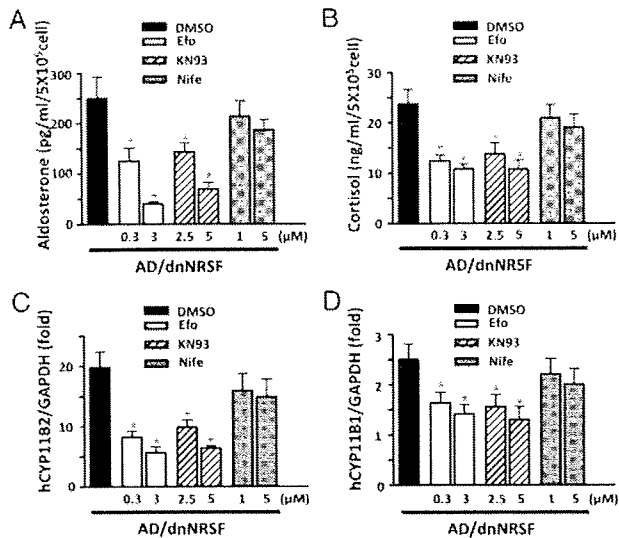 A
DMSO
Efo
KN93
Nife
Aldosterone (pg/ml/5X10⁵cell)
300
200
100
0
* * * *
0.3 3 2.5 5 1 5 (μM)
AD/dnNRSF
B
DMSO
Efo
KN93
Nife
Cortisol (ng/ml/5X10⁵cell)
30
20
10
0
* * * *
0.3 3 2.5 5 1 5 (μM)
AD/dnNRSF
C
DMSO
Efo
KN93
Nife
hCYP11B2/GAPDH (fold)
20
10
0
* * * *
0.3 3 2.5 5 1 5 (μM)
AD/dnNRSF
D
DMSO
Efo
KN93
Nife
hCYP11B1/GAPDH (fold)
3
2
1
0
* * * *
0.3 3 2.5 5 1 5 (μM)
AD/dnNRSF